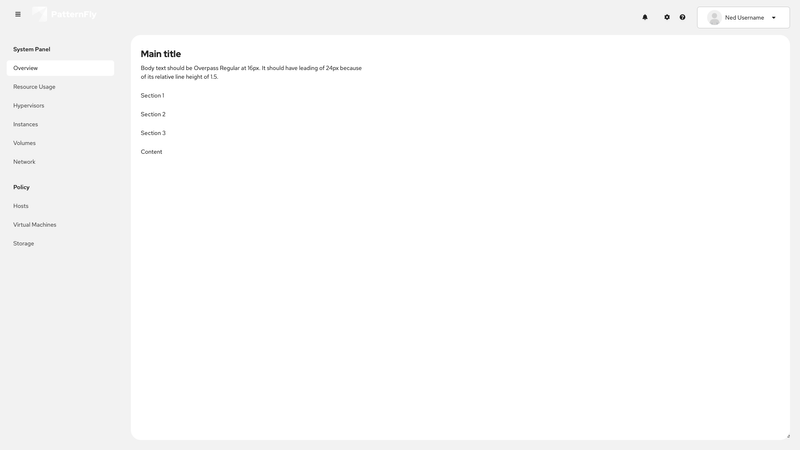 PatternFly
Ned Username
System Panel
Overview
Resource Usage
Hypervisors
Instances
Volumes
Network
Policy
Hosts
Virtual Machines
Storage
Main title
Body text should be Overpass Regular at 16px. It should have leading of 24px because
of its relative line height of 1.5.
Section 1
Section 2
Section 3
Content